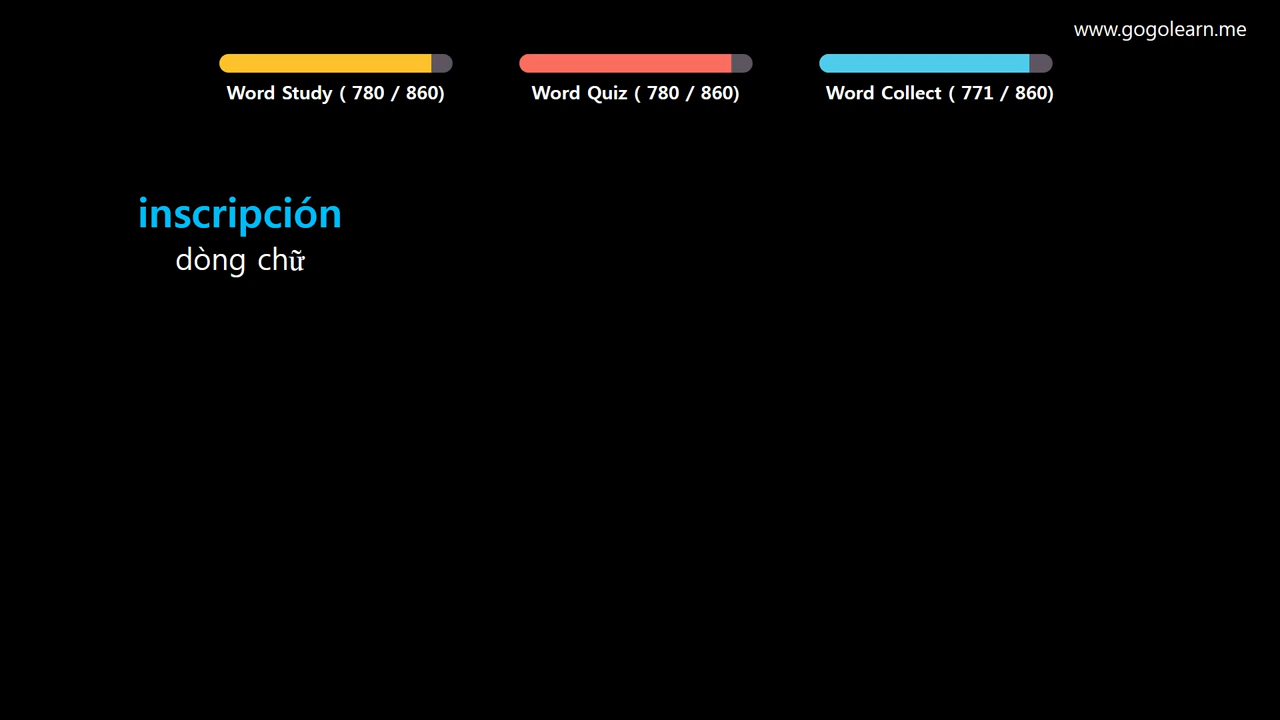 www.gogolearn.me
Word Study ( 780 / 860)
Word Quiz ( 780 / 860)
Word Collect ( 771 / 860)
inscripción
dòng chữ